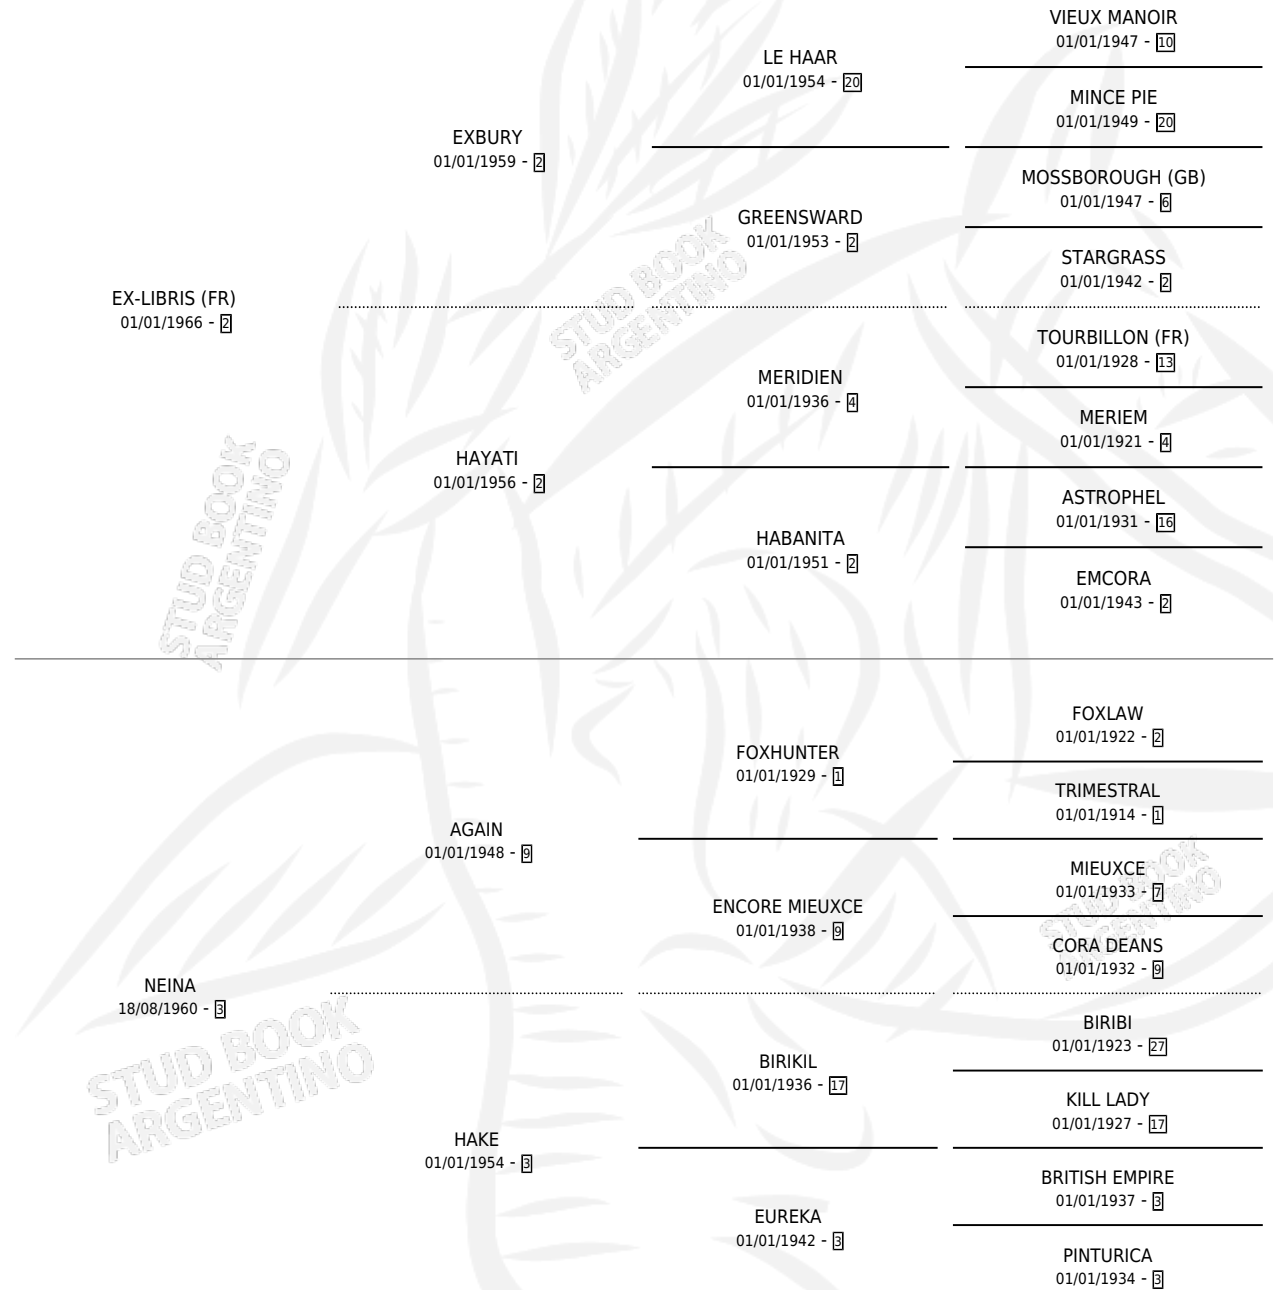 VIEUX MANOIR
01/01/1947 - 10
LE HAAR
01/01/1954 - 20
MINCE PIE
01/01/1949 - 20
EXBURY
01/01/1959 - 2
MOSSBOROUGH (GB)
01/01/1947 - 6
GREENSWARD
01/01/1953 - 2
STARGRASS
01/01/1942 - 2
EX-LIBRIS (FR)
01/01/1966 - 2
TOURBILLON (FR)
01/01/1928 - 13
MERIDIEN
01/01/1936 - 4
MERIEM
01/01/1921 - 4
HAYATI
01/01/1956 - 2
ASTROPHEL
01/01/1931 - 16
HABANITA
01/01/1951 - 2
EMCORA
01/01/1943 - 2
FOXLAW
01/01/1922 - 2
FOXHUNTER
01/01/1929 - 1
TRIMESTRAL
01/01/1914 - 1
AGAIN
01/01/1948 - 9
MIEUXCE
01/01/1933 - 7
ENCORE MIEUXCE
01/01/1938 - 9
CORA DEANS
01/01/1932 - 9
NEINA
18/08/1960 - 3
BIRIBI
01/01/1923 - 27
BIRIKIL
01/01/1936 - 17
KILL LADY
01/01/1927 - 17
HAKE
01/01/1954 - 3
BRITISH EMPIRE
01/01/1937 - 3
EUREKA
01/01/1942 - 3
PINTURICA
01/01/1934 - 3
STUD BOOK
ARGENTINO
STUD BOOK
ARGENTINO
STUD BOOK
ARGENTINO
STUD BOOK
ARGENTINO